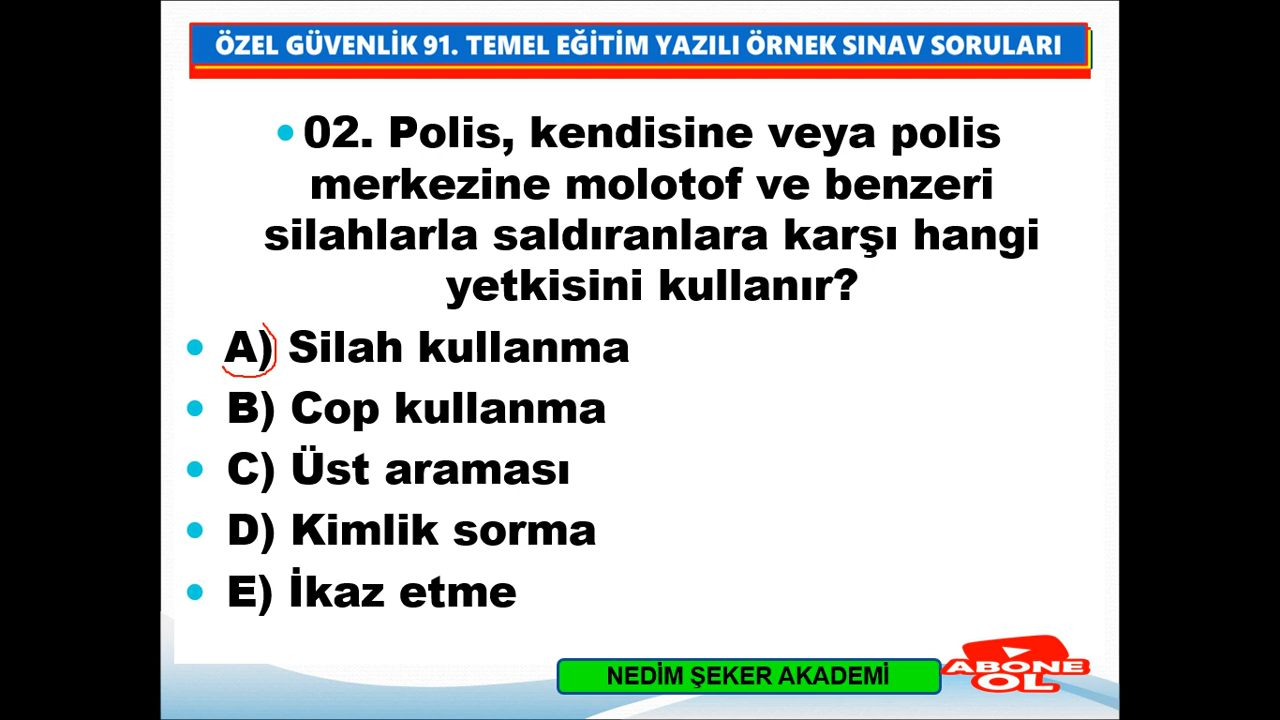 ÖZEL GÜVENLİK 91. TEMEL EĞİTİM YAZILI ÖRNEK SINAV SORULARI
• 02. Polis, kendisine veya polis
merkezine molotof ve benzeri
silahlarla saldıranlara karşı hangi
yetkisini kullanır?
• A) Silah kullanma
• B) Cop kullanma
• C) Üst araması
• D) Kimlik sorma
• E) İkaz etme
NEDİM ŞEKER AKADEMİ
ABONE
OL